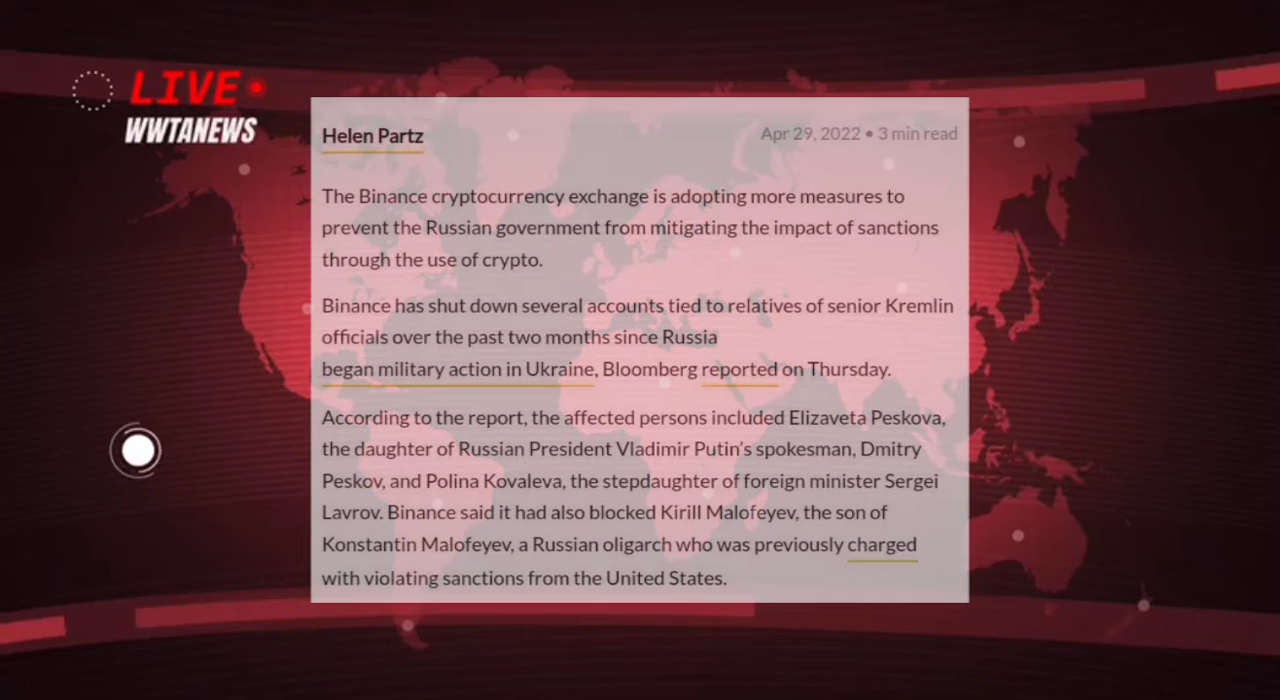 LIVE
WWTANEWS
Helen Partz
Apr 29, 2022 • 3 min read
The Binance cryptocurrency exchange is adopting more measures to
prevent the Russian government from mitigating the impact of sanctions
through the use of crypto.
Binance has shut down several accounts tied to relatives of senior Kremlin
officials over the past two months since Russia
began military action in Ukraine, Bloomberg reported on Thursday.
According to the report, the affected persons included Elizaveta Peskova,
the daughter of Russian President Vladimir Putin's spokesman, Dmitry
Peskov, and Polina Kovaleva, the stepdaughter of foreign minister Sergei
Lavrov. Binance said it had also blocked Kirill Malofeyev, the son of
Konstantin Malofeyev, a Russian oligarch who was previously charged
with violating sanctions from the United States.